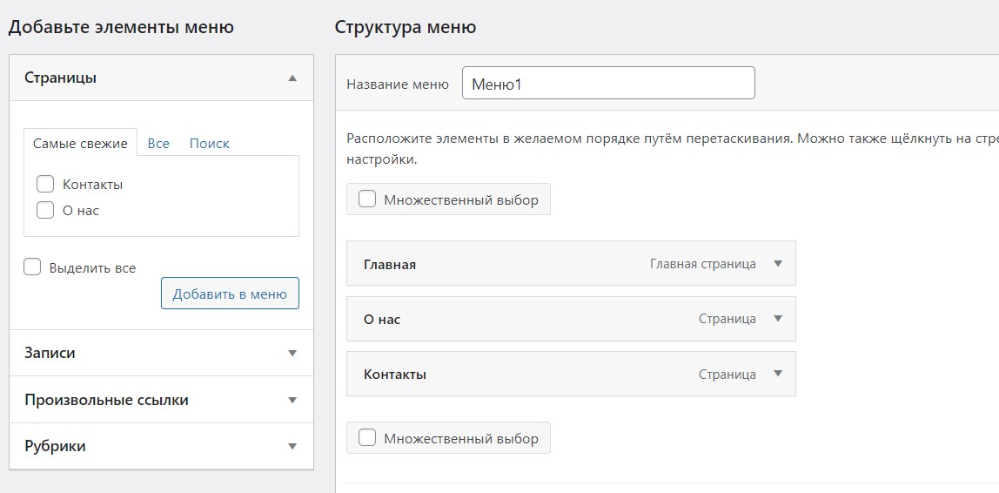 Добавьте элементы меню
Страницы
Самые свежие Все Поиск
Контакты
О нас
Выделить все
Добавить в меню
Записи
Произвольные ссылки
Рубрики
Структура меню
Название меню Меню1
Расположите элементы в желаемом порядке путём перетаскивания. Можно также щёлкнуть на стре
настройки.
Множественный выбор
Главная Главная страница
О нас Страница
Контакты Страница
Множественный выбор